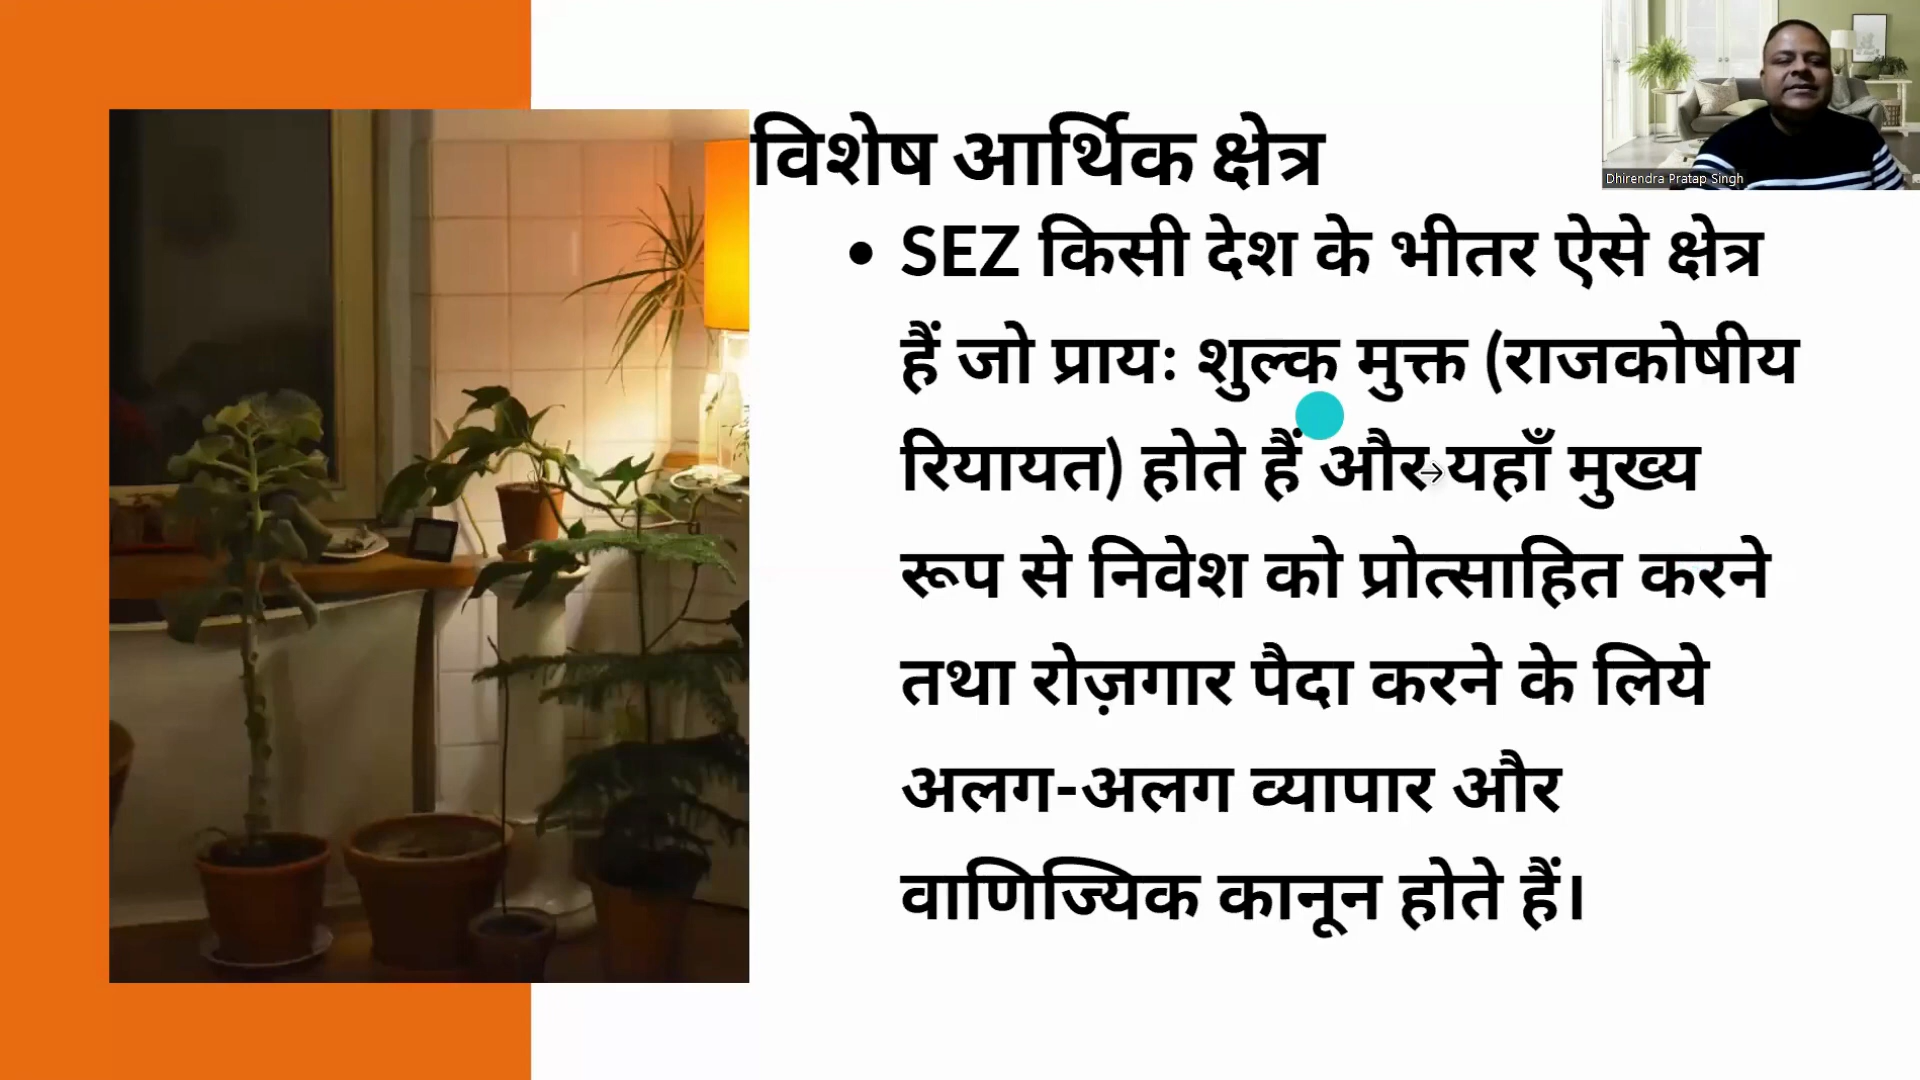 विशेष आर्थिक क्षेत्र
• SEZ किसी देश के भीतर ऐसे क्षेत्र
हैं जो प्रायः शुल्क मुक्त (राजकोषीय
रियायत) होते हैं और यहाँ मुख्य
रूप से निवेश को प्रोत्साहित करने
तथा रोज़गार पैदा करने के लिये
अलग-अलग व्यापार और
वाणिज्यिक कानून होते हैं।
Dhirendra Pratap Singh